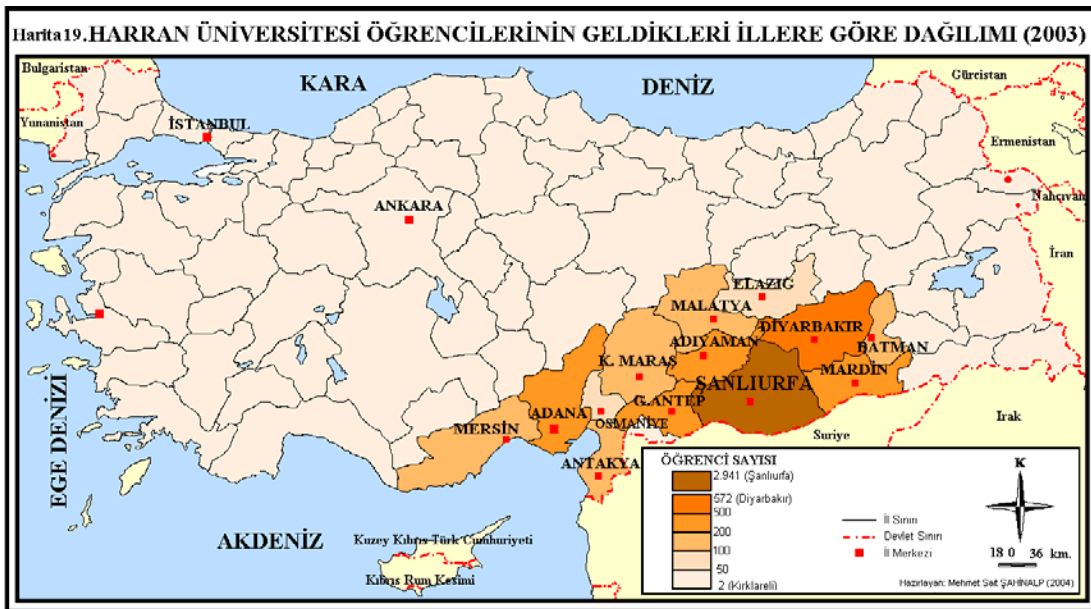 Harita 19. HARRAN ÜNİVERSİTESİ ÖĞRENCİLERİNİN GELDİKLERİ İLLERE GÖRE DAĞILIMI (2003)
Bulgaristan
KARA
DENİZ
Gürcistan
Yunanistan
İSTANBUL
Ermenistan
ANKARA
Nahçıvan
İran
ELAZIĞ
MALATYA
DİYARBAKIR
ADIYAMAN
BATMAN
K. MARAŞ
MARDİN
ŞANLIURFA
G.ANTEP
ADANA
OSMANİYE
MERSİN
EGE DENİZİ
Irak
Suriye
ANTAKYA
AKDENİZ
Kuzey Kıbrıs Türk Cumhuriyeti
Kıbrıs Rum Kesimi
ÖĞRENCİ SAYISI
2.941 (Şanlıurfa)
572 (Diyarbakır)
500
200
100
50
2 (Kırklareli)
K
İl Sınırı
Devlet Sınırı
İl Merkezi
18 0 36 km.
Hazırlayan: Mehmet Sait ŞAHİNALP (2004)